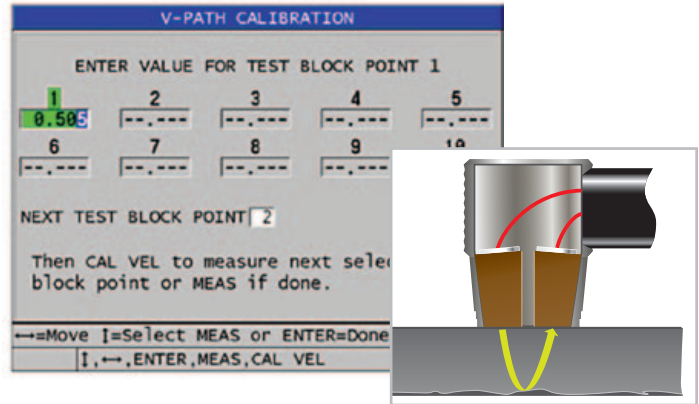 V-PATH CALIBRATION
ENTER VALUE FOR TEST BLOCK POINT 1
1 2 3 4 5
0.505 --.--- --.--- --.--- --.---
6 7 8 9 10
--.--- --.--- --.--- --.---
NEXT TEST BLOCK POINT 2
Then CAL VEL to measure next sele
block point or MEAS if done.
↔=Move ↕=Select MEAS or ENTER=Done
↕,↔,ENTER,MEAS,CAL VEL